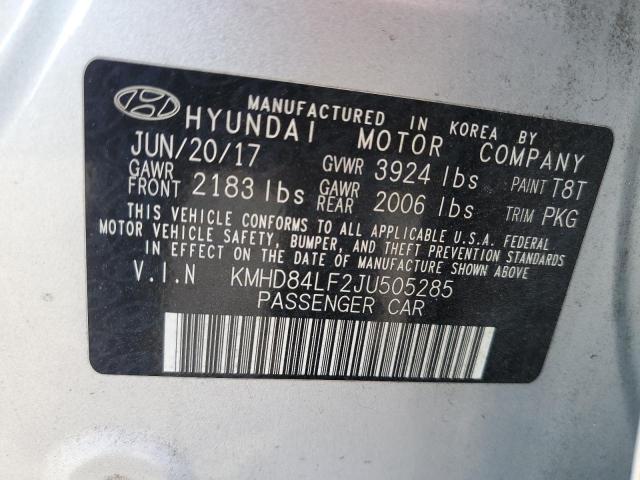 MANUFACTURED IN KOREA BY
HYUNDAI MOTOR COMPANY
JUN/20/17 GVWR 3924 lbs PAINT T8T
GAWR FRONT 2183 lbs GAWR REAR 2006 lbs TRIM PKG
THIS VEHICLE CONFORMS TO ALL APPLICABLE U.S.A. FEDERAL
MOTOR VEHICLE SAFETY, BUMPER, AND THEFT PREVENTION STANDARDS
IN EFFECT ON THE DATE OF MANUFACTURE SHOWN ABOVE
V.I.N KMHD84LF2JU505285
PASSENGER CAR